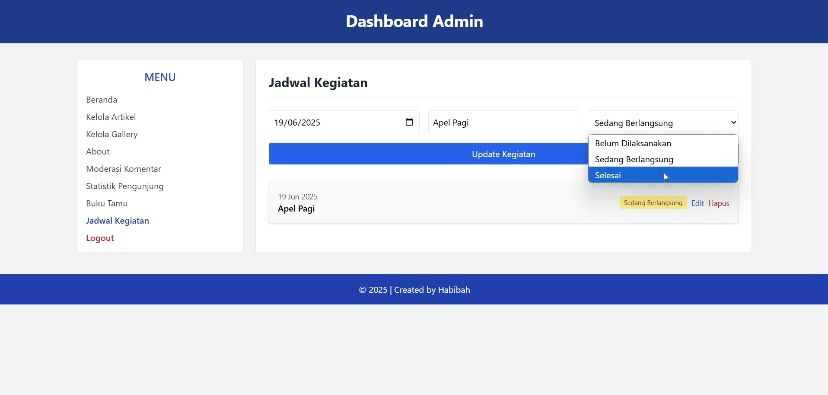 Dashboard Admin
MENU
Beranda
Kelola Artikel
Kelola Gallery
About
Moderasi Komentar
Statistik Pengunjung
Buku Tamu
Jadwal Kegiatan
Logout
Jadwal Kegiatan
19/06/2025
Apel Pagi
Sedang Berlangsung
Belum Dilaksanakan
Sedang Berlangsung
Selesai
Update Kegiatan
19 Jun 2025
Apel Pagi
Sedang Berlangsung Edit Hapus
© 2025 | Created by Habibah